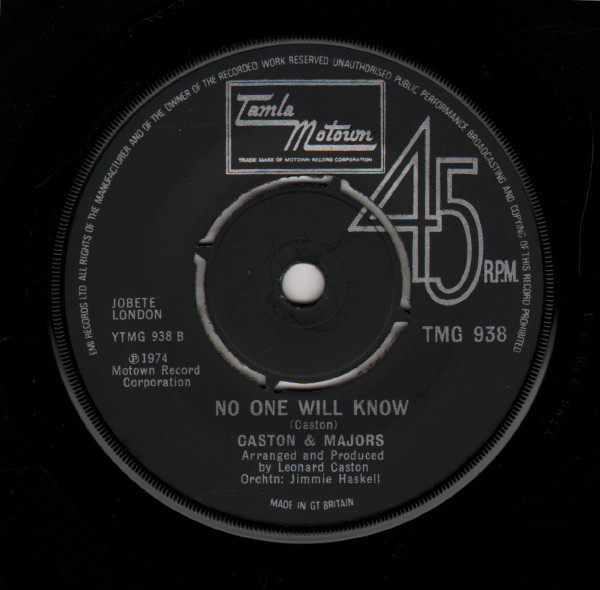 EMI RECORDS LTD ALL RIGHTS OF THE MANUFACTURER AND OF THE OWNER OF THE RECORDED WORK RESERVED UNAUTHORISED PUBLIC PERFORMANCE BROADCASTING AND COPYING OF THIS RECORD PROHIBITED
Tamla
Motown
TRADE MARK OF MOTOWN RECORD CORPORATION
45
R.P.M.
JOBETE
LONDON
YTMG 938 B
TMG 938
℗1974
Motown Record
Corporation
NO ONE WILL KNOW
(Caston)
CASTON & MAJORS
Arranged and Produced
by Leonard Caston
Orchtn: Jimmie Haskell
MADE IN GT BRITAIN